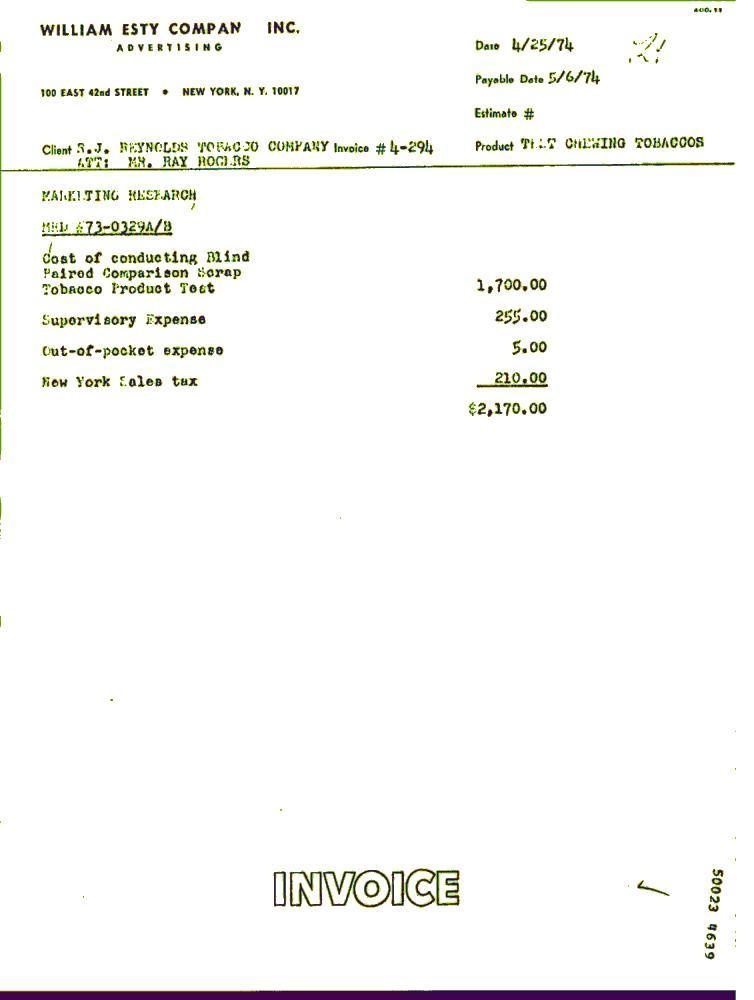 WILLIAM ESTY COMPAN INC.
ADVERTISING
Date 4/25/74
Payable Date 5/6/74
100 EAST 42nd STREET • NEW YORK, N. Y. 10017
Estimate #
Client R.J. REYNOLDS TOBACCO COMPANY Invoice # 4-294 Product TEST CHEWING TOBACCOS
ATT: MR. RAY ROGERS
MARKETING RESEARCH
MRD #73-0329A/B
Cost of conducting Blind
Paired Comparison Scrap
Tobacco Product Test 1,700.00
Supervisory Expense 255.00
Out-of-pocket expense 5.00
New York Sales tax 210.00
$2,170.00
INVOICE
50023 4639